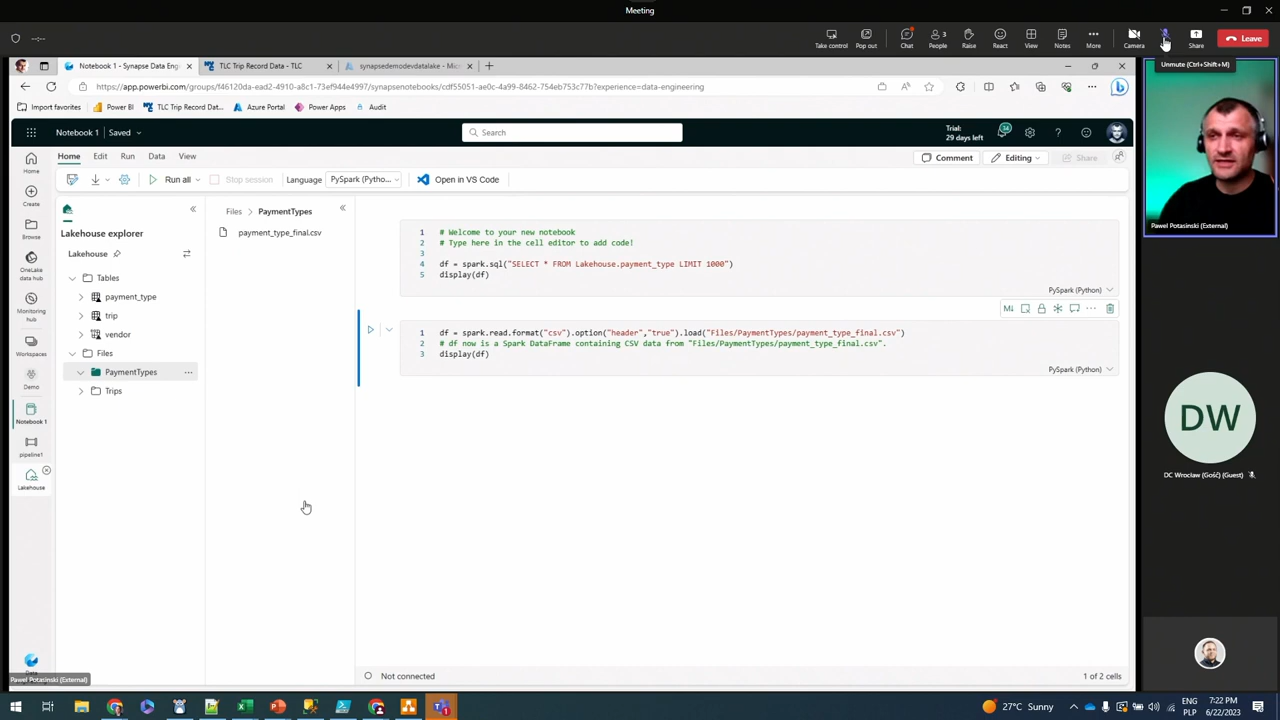 Meeting
--:--
Take control
Pop out
Chat
3
People
Raise
React
View
Notes
More
Camera
Mic
Share
Leave
Unmute (Ctrl+Shift+M)
Notebook 1 - Synapse Data Eng
TLC Trip Record Data - TLC
synapsedemodevdatalake - Mic
https://app.powerbi.com/groups/f46120da-ead2-4910-a8c1-73ef944e4997/synapsenotebooks/cdf55051-ae0c-4a99-8462-754eb753c77b?experience=data-engineering
Import favorites
Power BI
TLC Trip Record Dat...
Azure Portal
Power Apps
Audit
Notebook 1
Saved
Search
Trial:
29 days left
34
Home
Edit
Run
Data
View
Comment
Editing
Share
Run all
Stop session
Language
PySpark (Pytho...
Open in VS Code
Home
Create
Browse
OneLake data hub
Monitoring hub
Workspaces
Demo
Notebook 1
pipeline1
Lakehouse
Lakehouse explorer
Lakehouse
Tables
payment_type
trip
vendor
Files
PaymentTypes
Trips
Files > PaymentTypes
payment_type_final.csv
1 # Welcome to your new notebook
2 # Type here in the cell editor to add code!
3
4 df = spark.sql("SELECT * FROM Lakehouse.payment_type LIMIT 1000")
5 display(df)
PySpark (Python)
M↓
1 df = spark.read.format("csv").option("header","true").load("Files/PaymentTypes/payment_type_final.csv")
2 # df now is a Spark DataFrame containing CSV data from "Files/PaymentTypes/payment_type_final.csv".
3 display(df)
PySpark (Python)
Not connected
1 of 2 cells
Pawel Potasinski (External)
Pawel Potasinski (External)
DW
DC Wrocław (Gość) (Guest)
27°C Sunny
ENG
PLP
7:22 PM
6/22/2023